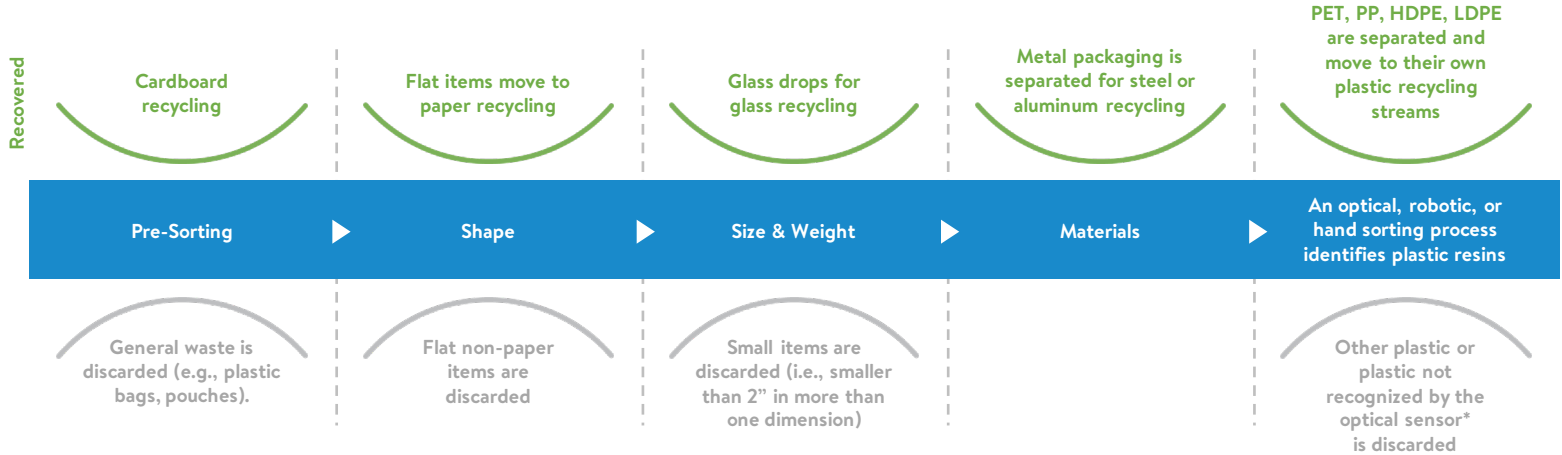 Recovered
Cardboard
recycling
Flat items move to
paper recycling
Glass drops for
glass recycling
Metal packaging is
separated for steel or
aluminum recycling
PET, PP, HDPE, LDPE
are separated and
move to their own
plastic recycling
streams
Pre-Sorting
Shape
Size & Weight
Materials
An optical, robotic, or
hand sorting process
identifies plastic resins
General waste is
discarded (e.g., plastic
bags, pouches).
Flat non-paper
items are
discarded
Small items are
discarded (i.e., smaller
than 2” in more than
one dimension)
Other plastic or
plastic not
recognized by the
optical sensor*
is discarded